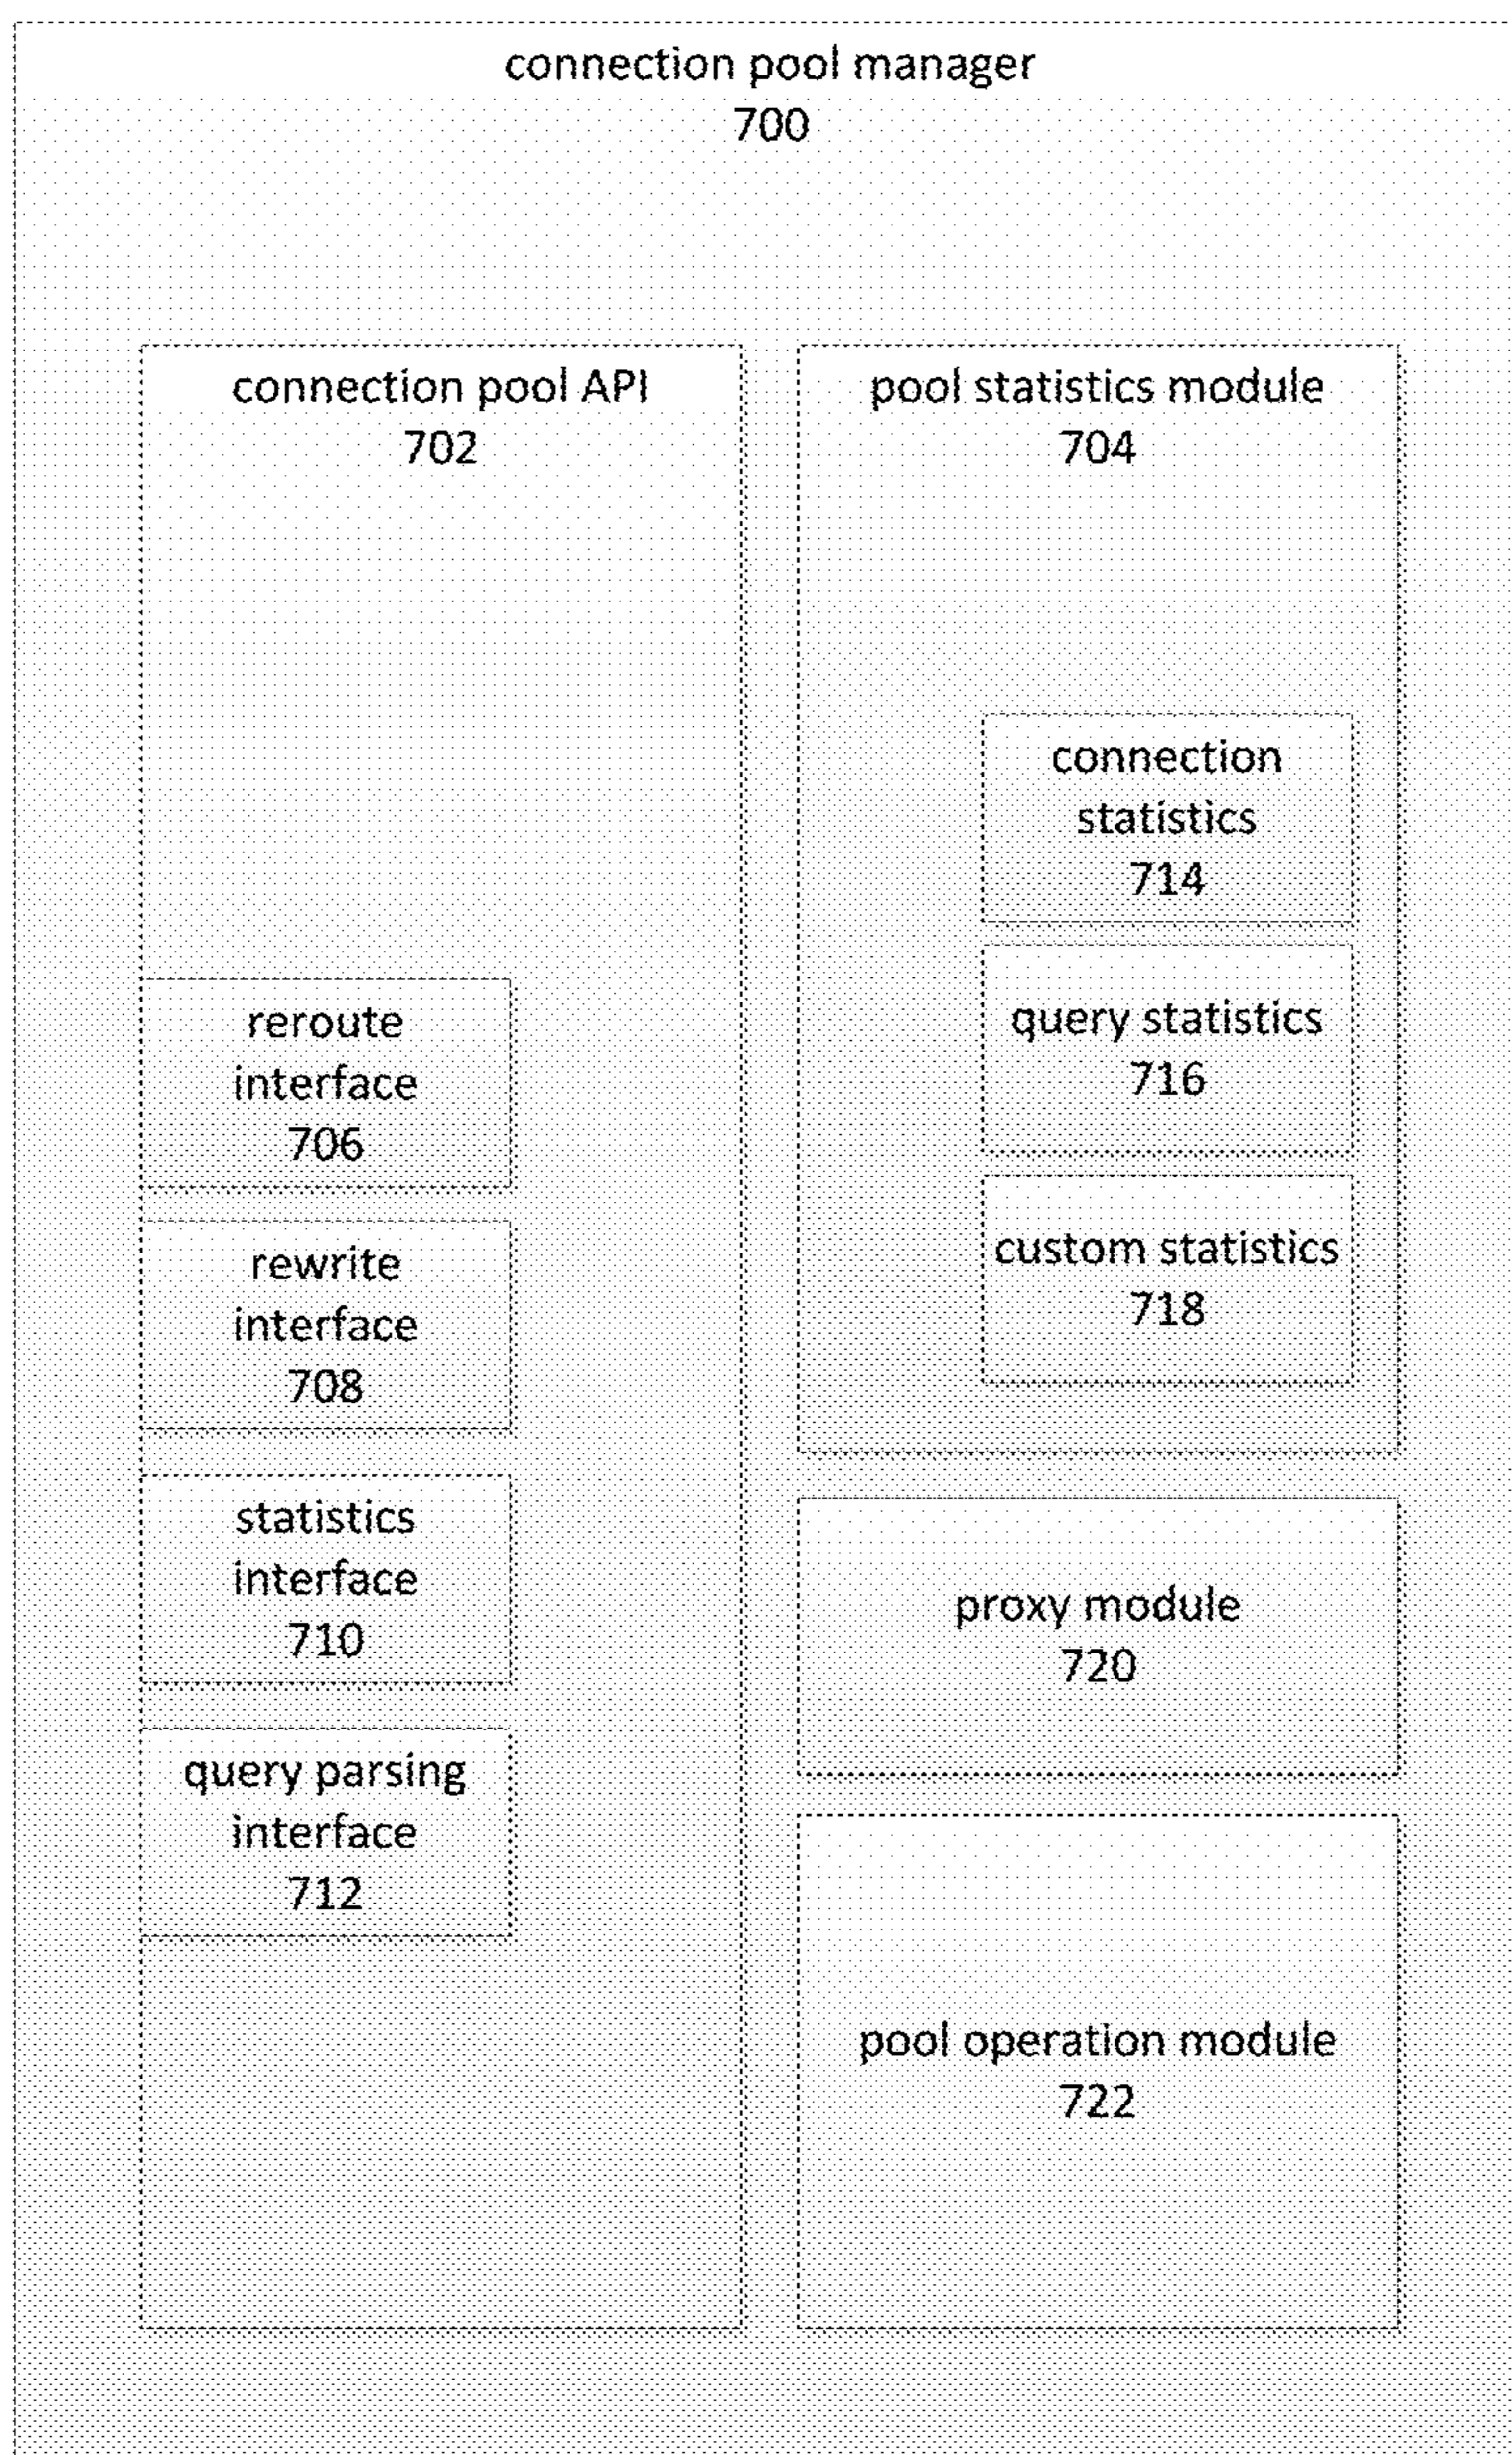 connection pool manager
700
connection pool API
702
reroute
interface
706
rewrite
interface
708
statistics
interface
710
query parsing
interface
712
pool statistics module
704
connection
statistics
714
query statistics
716
custom statistics
718
proxy module
720
pool operation module
722